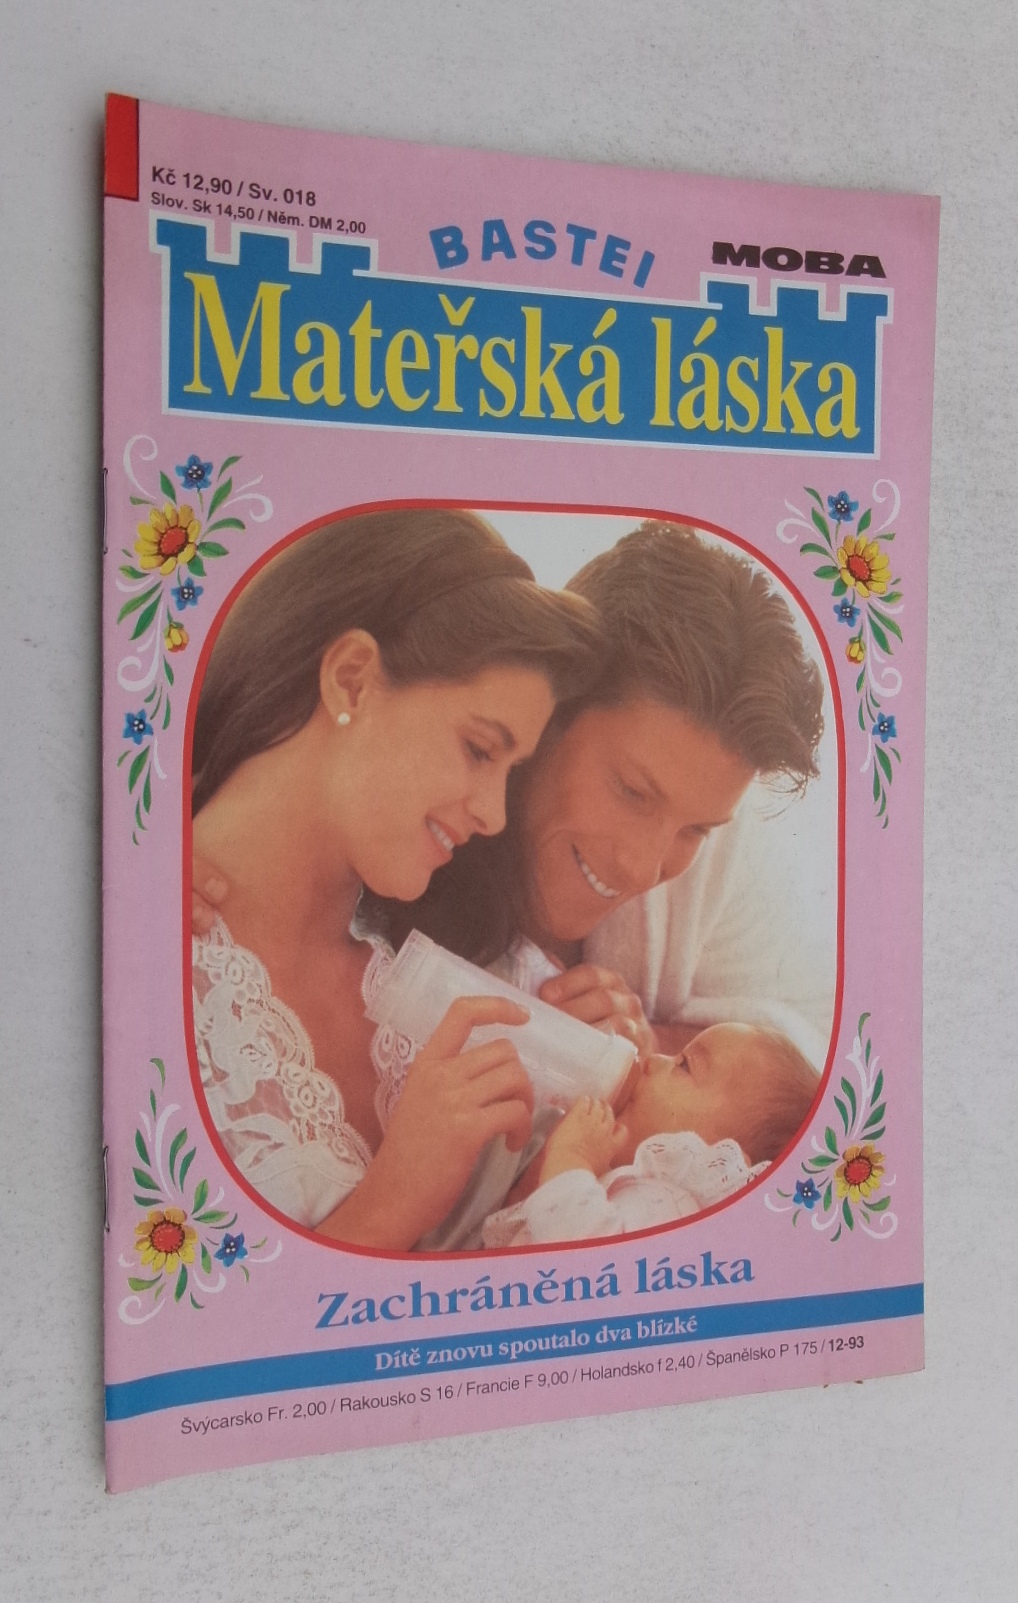 Kč 12,90 / Sv. 018
Slov. Sk 14,50 / Něm. DM 2,00
BASTEI
MOBA
Mateřská láska
Zachráněná láska
Dítě znovu spoutalo dva blízké
Švýcarsko Fr. 2,00 / Rakousko S 16 / Francie F 9,00 / Holandsko f 2,40 / Španělsko P 175 / 12-93